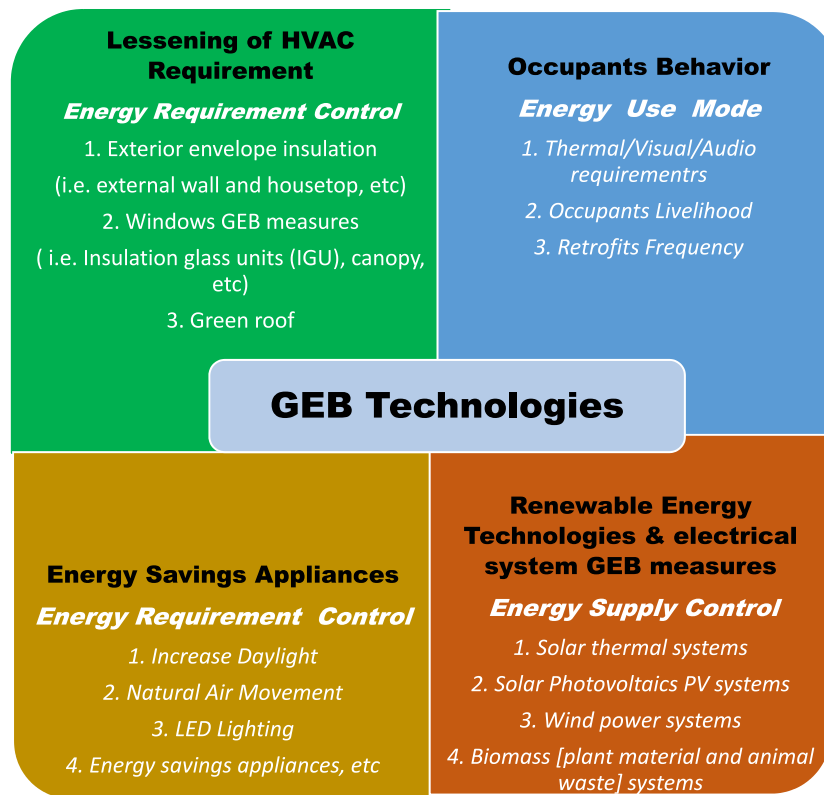 Lessening of HVAC
Requirement
Energy Requirement Control
1. Exterior envelope insulation
(i.e. external wall and housetop, etc)
2. Windows GEB measures
( i.e. Insulation glass units (IGU), canopy,
etc)
3. Green roof
Occupants Behavior
Energy Use Mode
1. Thermal/Visual/Audio
requirementrs
2. Occupants Livelihood
3. Retrofits Frequency
GEB Technologies
Energy Savings Appliances
Energy Requirement Control
1. Increase Daylight
2. Natural Air Movement
3. LED Lighting
4. Energy savings appliances, etc
Renewable Energy
Technologies & electrical
system GEB measures
Energy Supply Control
1. Solar thermal systems
2. Solar Photovoltaics PV systems
3. Wind power systems
4. Biomass [plant material and animal
waste] systems